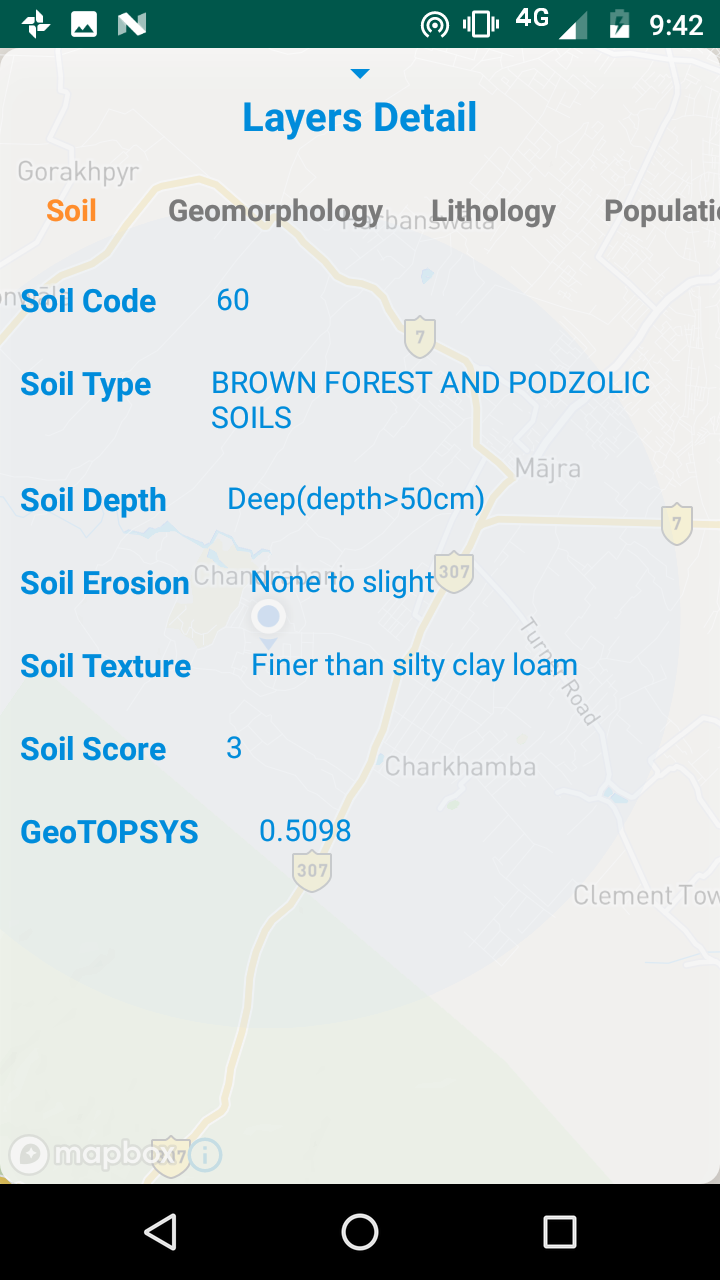 4G 9:42
Layers Detail
Gorakhpyr
Soil Geomorphology Lithology Populatio
Harbanswala
Soil Code 60
7
Soil Type BROWN FOREST AND PODZOLIC
SOILS
Mājra
Soil Depth Deep(depth>50cm)
7
Chandrabani
307
Soil Erosion None to slight
Turner Road
Soil Texture Finer than silty clay loam
Soil Score 3
Charkhamba
GeoTOPSYS 0.5098
307
Clement Tow
mapbox